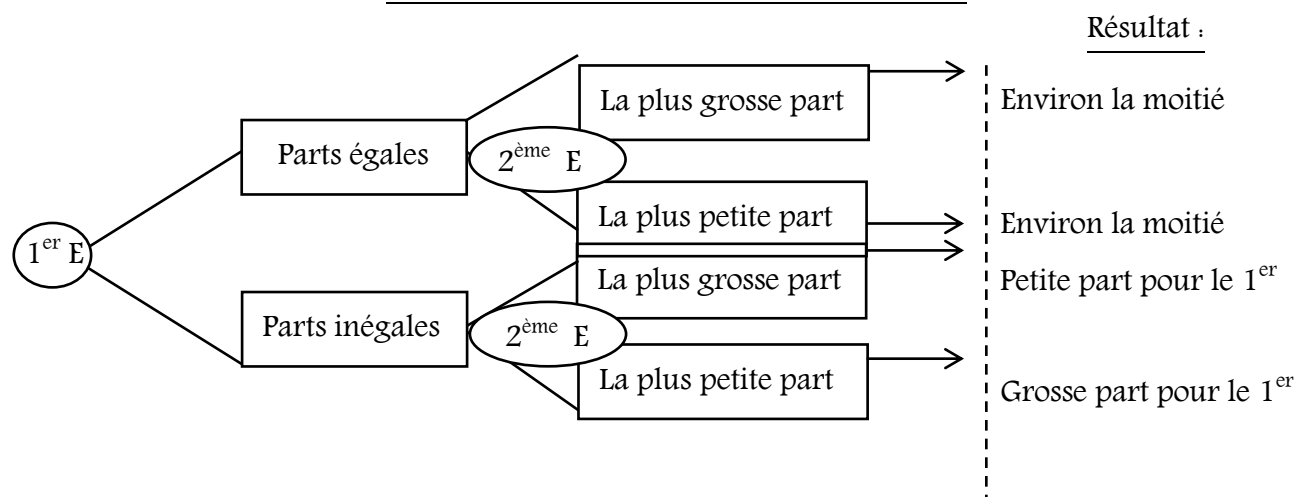 Résultat :
La plus grosse part
Environ la moitié
Parts égales
2ème E
La plus petite part
Environ la moitié
1er E
La plus grosse part
Petite part pour le 1er
Parts inégales
2ème E
La plus petite part
Grosse part pour le 1er